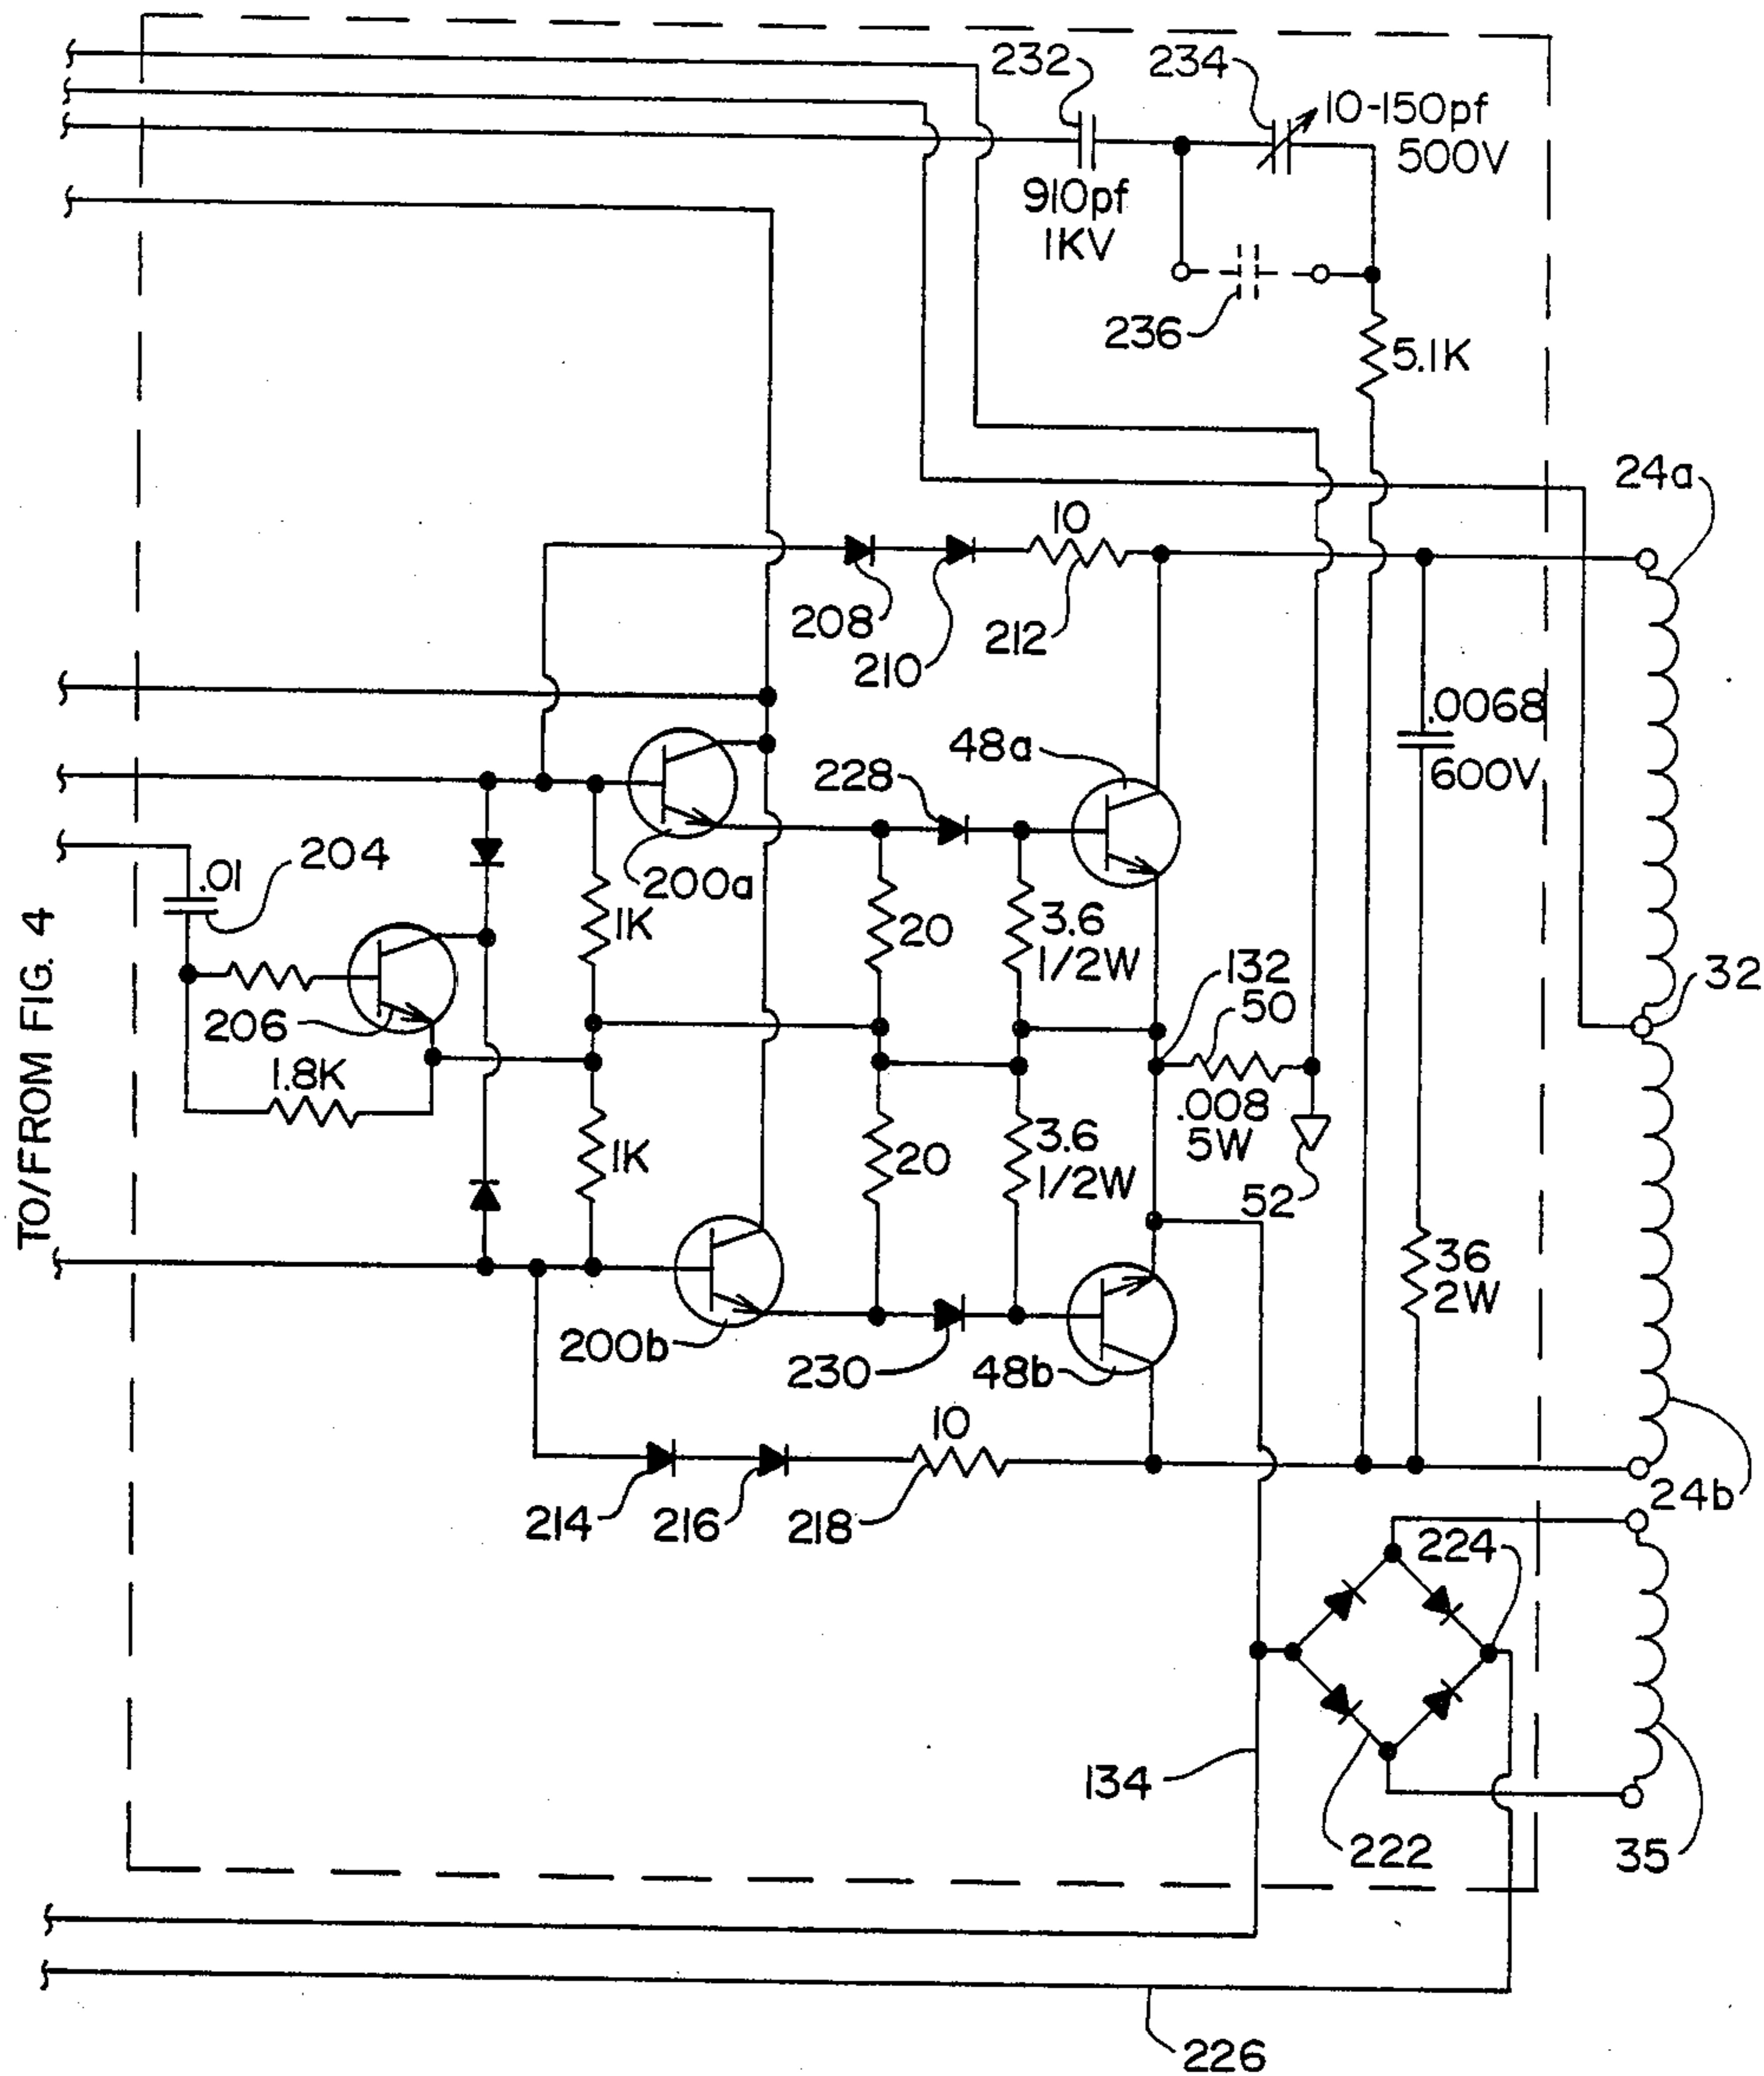 232
234
10-150pf
500V
910pf
1KV
236
5.1K
24a
10
208
210
212
.0068
600V
48a
228
.01
204
200a
1K
20
3.6
1/2W
132
50
32
206
1.8K
.008
5W
52
1K
20
3.6
1/2W
36
2W
200b
230
48b
10
214
216
218
24b
224
134
222
35
226
TO/FROM FIG. 4